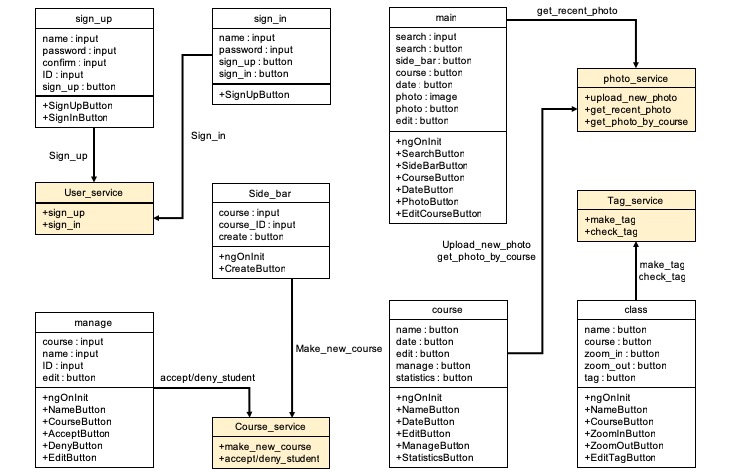 sign_up
name : input
password : input
confirm : input
ID : input
sign_up : button
+SignUpButton
+SignInButton
Sign_up
sign_in
name : input
password : input
sign_up : button
sign_in : button
+SignUpButton
Sign_in
User_service
+sign_up
+sign_in
Side_bar
course : input
course_ID : input
create : button
+ngOnInit
+CreateButton
Make_new_course
manage
course : input
name : input
ID : input
edit : button
+ngOnInit
+NameButton
+CourseButton
+AcceptButton
+DenyButton
+EditButton
accept/deny_student
Course_service
+make_new_course
+accept/deny_student
main
search : input
search : button
side_bar : button
course : button
date : button
photo : image
photo : button
edit : button
+ngOnInit
+SearchButton
+SideBarButton
+CourseButton
+DateButton
+PhotoButton
+EditCourseButton
get_recent_photo
photo_service
+upload_new_photo
+get_recent_photo
+get_photo_by_course
Upload_new_photo
get_photo_by_course
Tag_service
+make_tag
+check_tag
make_tag
check_tag
course
name : button
date : button
edit : button
manage : button
statistics : button
+ngOnInit
+NameButton
+DateButton
+EditButton
+ManageButton
+StatisticsButton
class
name : button
course : button
zoom_in : button
zoom_out : button
tag : button
+ngOnInit
+NameButton
+CourseButton
+ZoomInButton
+ZoomOutButton
+EditTagButton